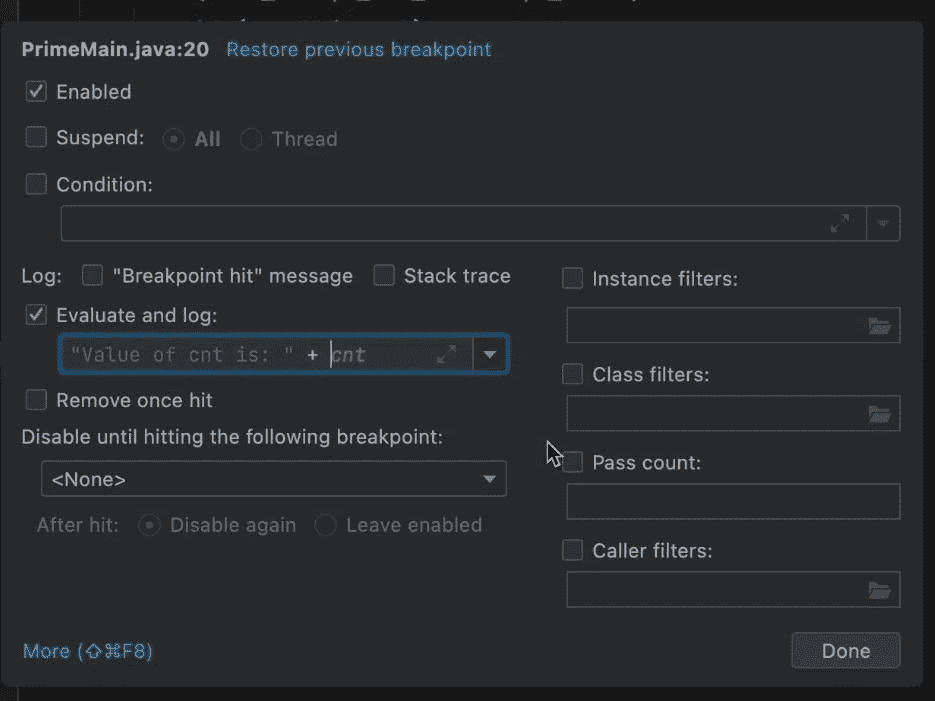 PrimeMain.java:20 Restore previous breakpoint
Enabled
Suspend: All Thread
Condition:
Log: "Breakpoint hit" message Stack trace
Evaluate and log:
"Value of cnt is: " + cnt
Remove once hit
Disable until hitting the following breakpoint:
<None>
After hit: Disable again Leave enabled
Instance filters:
Class filters:
Pass count:
Caller filters:
More (⇧⌘F8)
Done